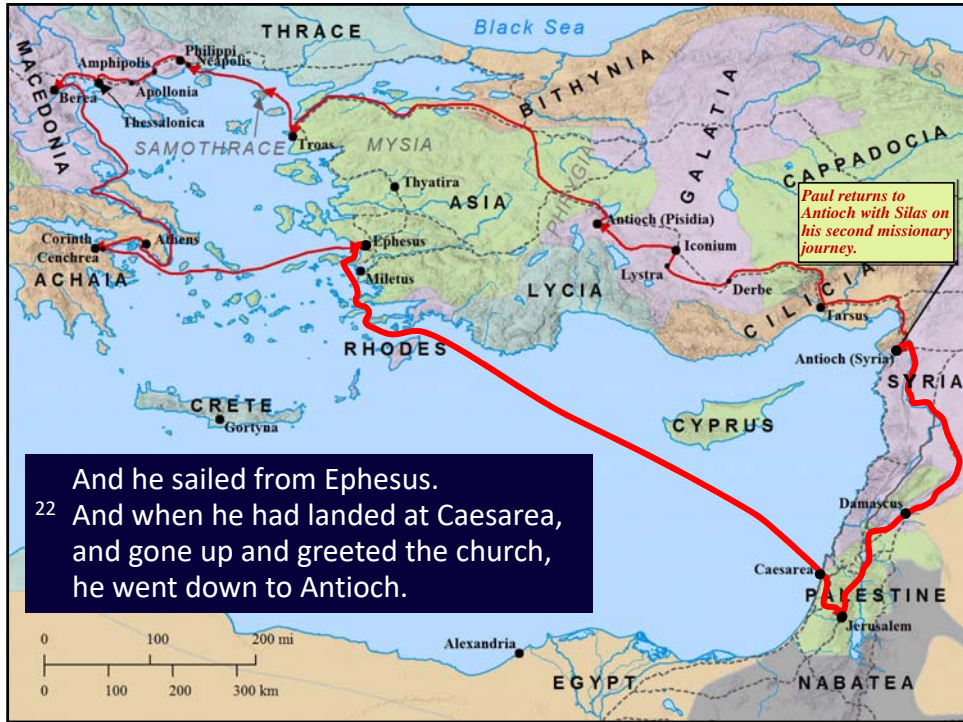 Black Sea
THRACE
PONTUS
Philippi
Neapolis
Amphipolis
MACEDONIA
BITHYNIA
Apollonia
Berea
GALATIA
Thessalonica
CAPPADOCIA
SAMOTHRACE
Troas
MYSIA
PHRYGIA
Thyatira
ASIA
Paul returns to
Antioch with Silas on
his second missionary
journey.
Antioch (Pisidia)
Corinth
Athens
Ephesus
Iconium
Cenchrea
ACHAIA
Miletus
Lystra
Derbe
LYCIA
CILICIA
Tarsus
RHODES
Antioch (Syria)
SYRIA
CRETE
Gortyna
CYPRUS
And he sailed from Ephesus.
22 And when he had landed at Caesarea,
and gone up and greeted the church,
he went down to Antioch.
Damascus
Caesarea
PALESTINE
Jerusalem
0 100 200 mi
0 100 200 300 km
Alexandria
EGYPT
NABATEA